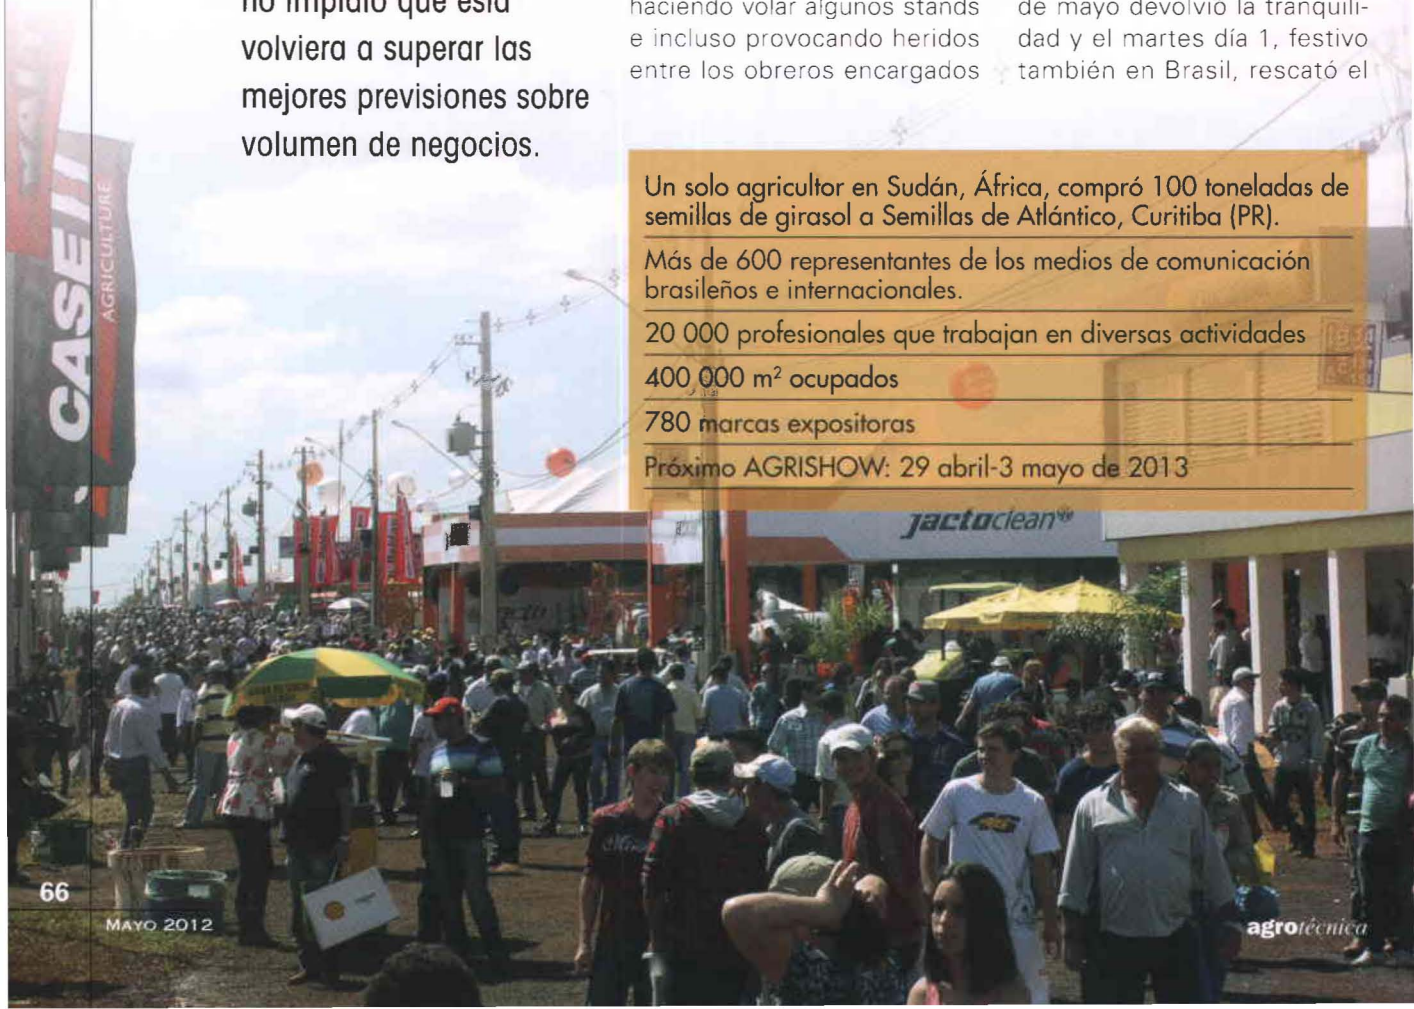 no impidió que esta
volviera a superar las
mejores previsiones sobre
volumen de negocios.
haciendo volar algunos stands
e incluso provocando heridos
entre los obreros encargados
de mayo devolvió la tranquili-
dad y el martes día 1, festivo
también en Brasil, rescató el
Un solo agricultor en Sudán, África, compró 100 toneladas de
semillas de girasol a Semillas de Atlántico, Curitiba (PR).
Más de 600 representantes de los medios de comunicación
brasileños e internacionales.
20 000 profesionales que trabajan en diversas actividades
400 000 m² ocupados
780 marcas expositoras
Próximo AGRISHOW: 29 abril-3 mayo de 2013
CASE III
AGRICULTURE
jactoclean
66
MAYO 2012
agrotécnica